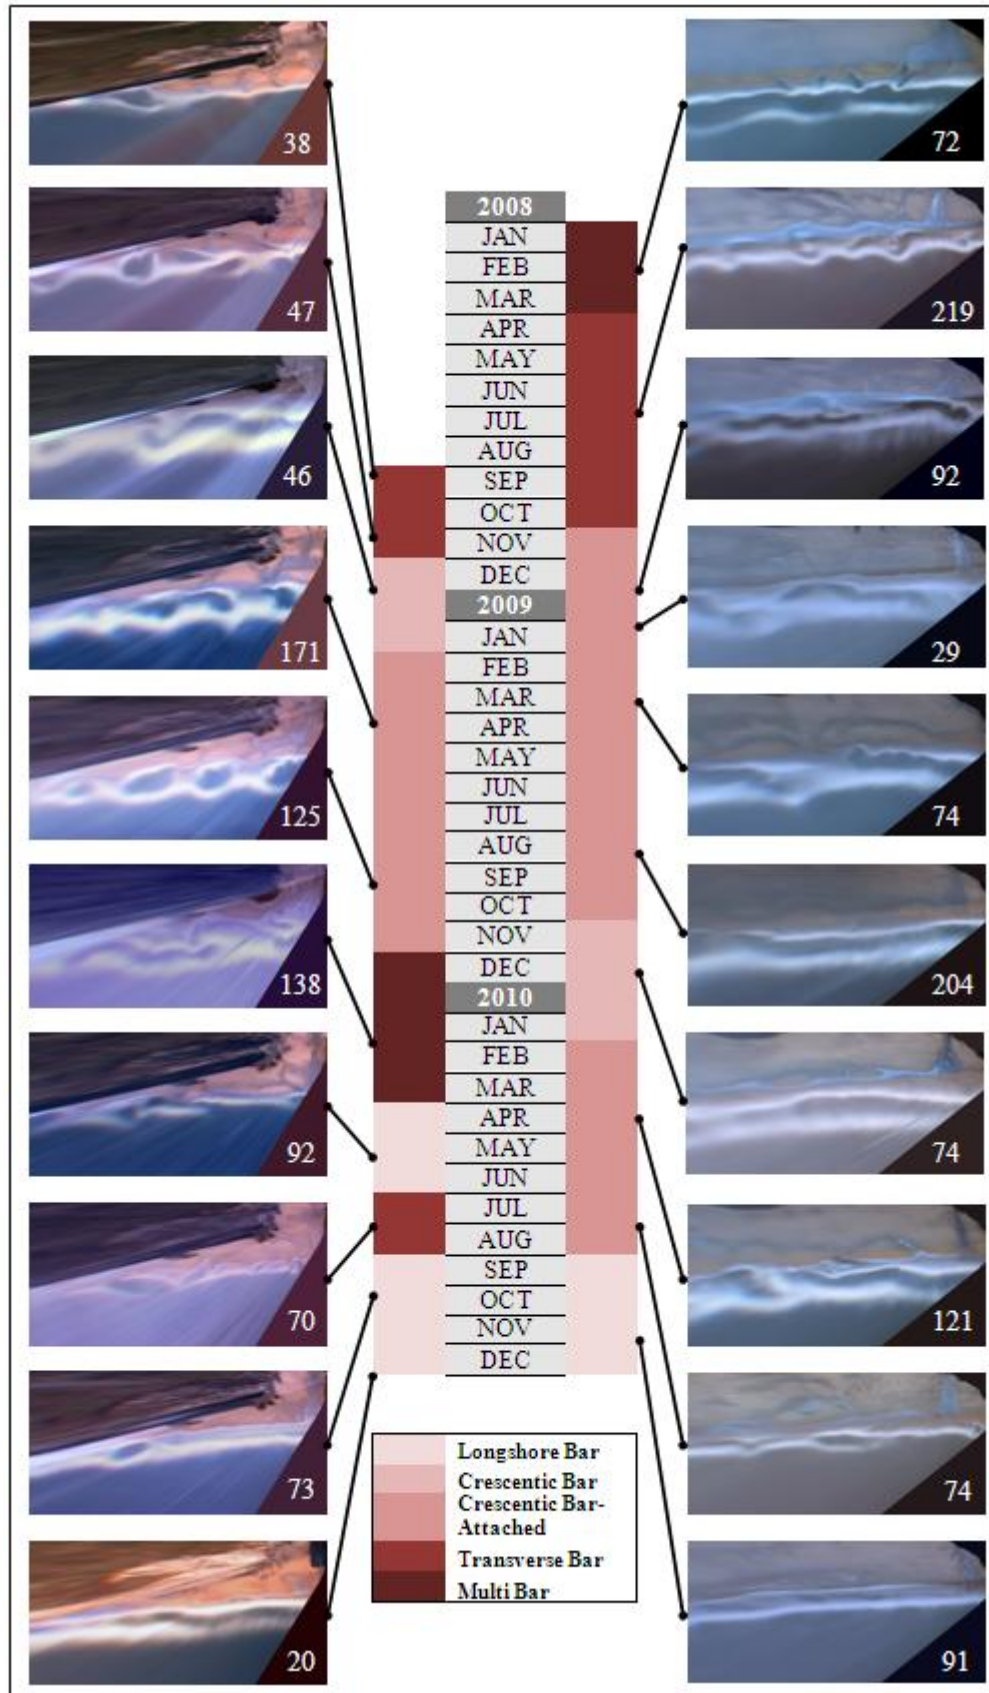 38
47
46
171
125
138
92
70
73
20
2008
JAN
FEB
MAR
APR
MAY
JUN
JUL
AUG
SEP
OCT
NOV
DEC
2009
JAN
FEB
MAR
APR
MAY
JUN
JUL
AUG
SEP
OCT
NOV
DEC
2010
JAN
FEB
MAR
APR
MAY
JUN
JUL
AUG
SEP
OCT
NOV
DEC
Longshore Bar
Crescentic Bar
Crescentic Bar-
Attached
Transverse Bar
Multi Bar
72
219
92
29
74
204
74
121
74
91